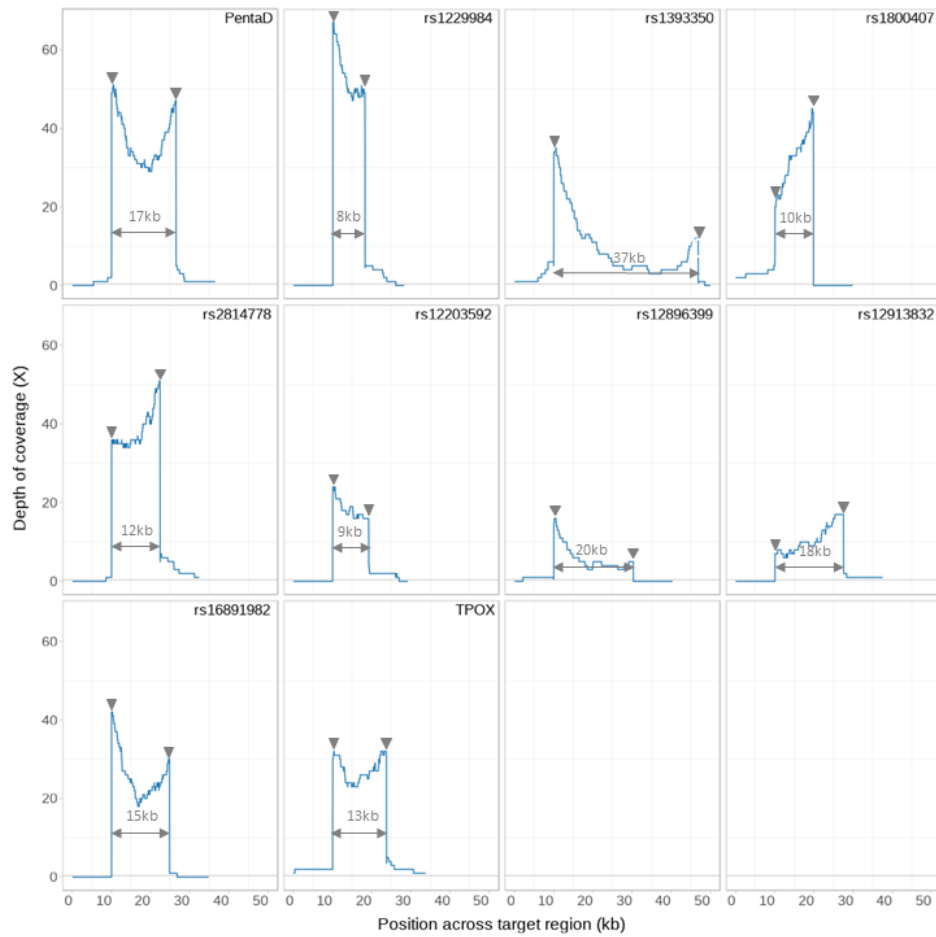 PentaD
rs1229984
rs1393350
rs1800407
60
40
20
0
17kb
8kb
37kb
10kb
rs2814778
rs12203592
rs12896399
rs12913832
60
40
20
0
12kb
9kb
20kb
18kb
rs16891982
TPOX
60
40
20
0
15kb
13kb
Depth of coverage (X)
0 10 20 30 40 50 0 10 20 30 40 50 0 10 20 30 40 50 0 10 20 30 40 50
Position across target region (kb)